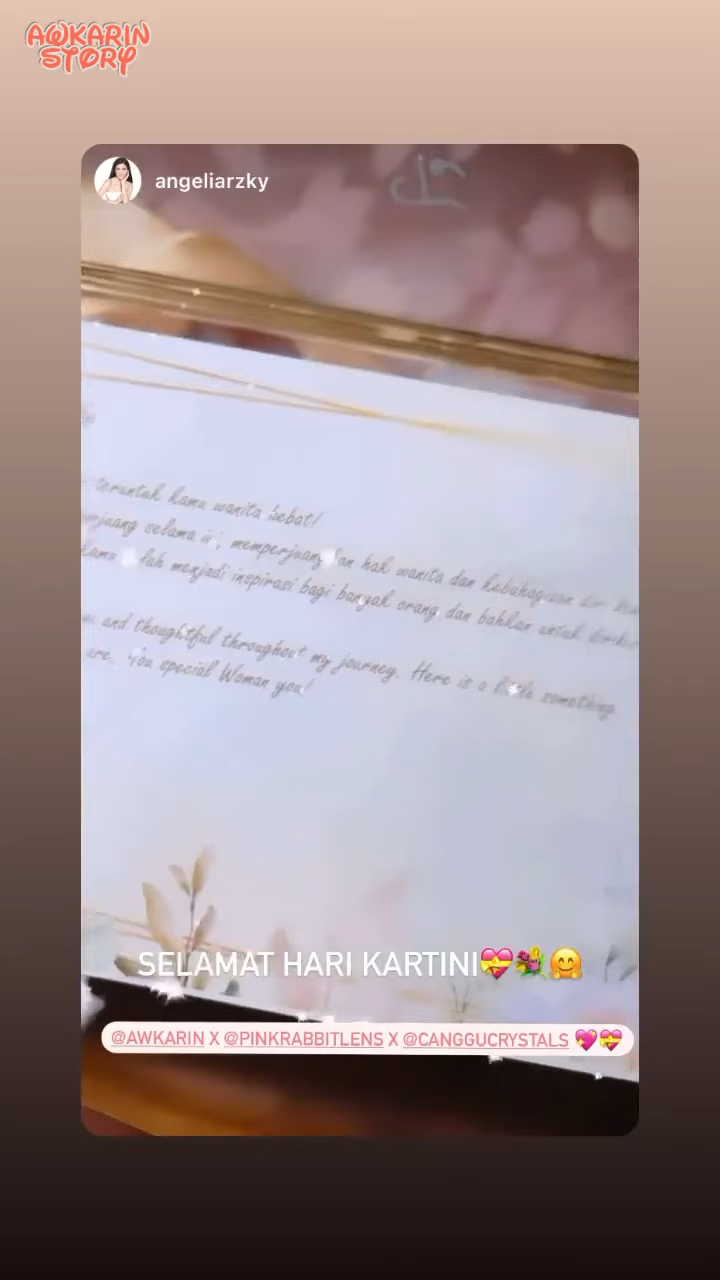 AWKARIN
STORY
angeliarzky
teruntuk kamu wanita hebat!
selama ini, memperjuangkan hak wanita dan kebahagiaan diri
kamu menjadi inspirasi bagi banyak orang dan bahkan untuk
and thoughtful throughout my journey. Here is a little something
are. You special Woman you!
SELAMAT HARI KARTINI💝💐🤗
@AWKARIN X @PINKRABBITLENS X @CANGGUCRYSTALS 💖💝